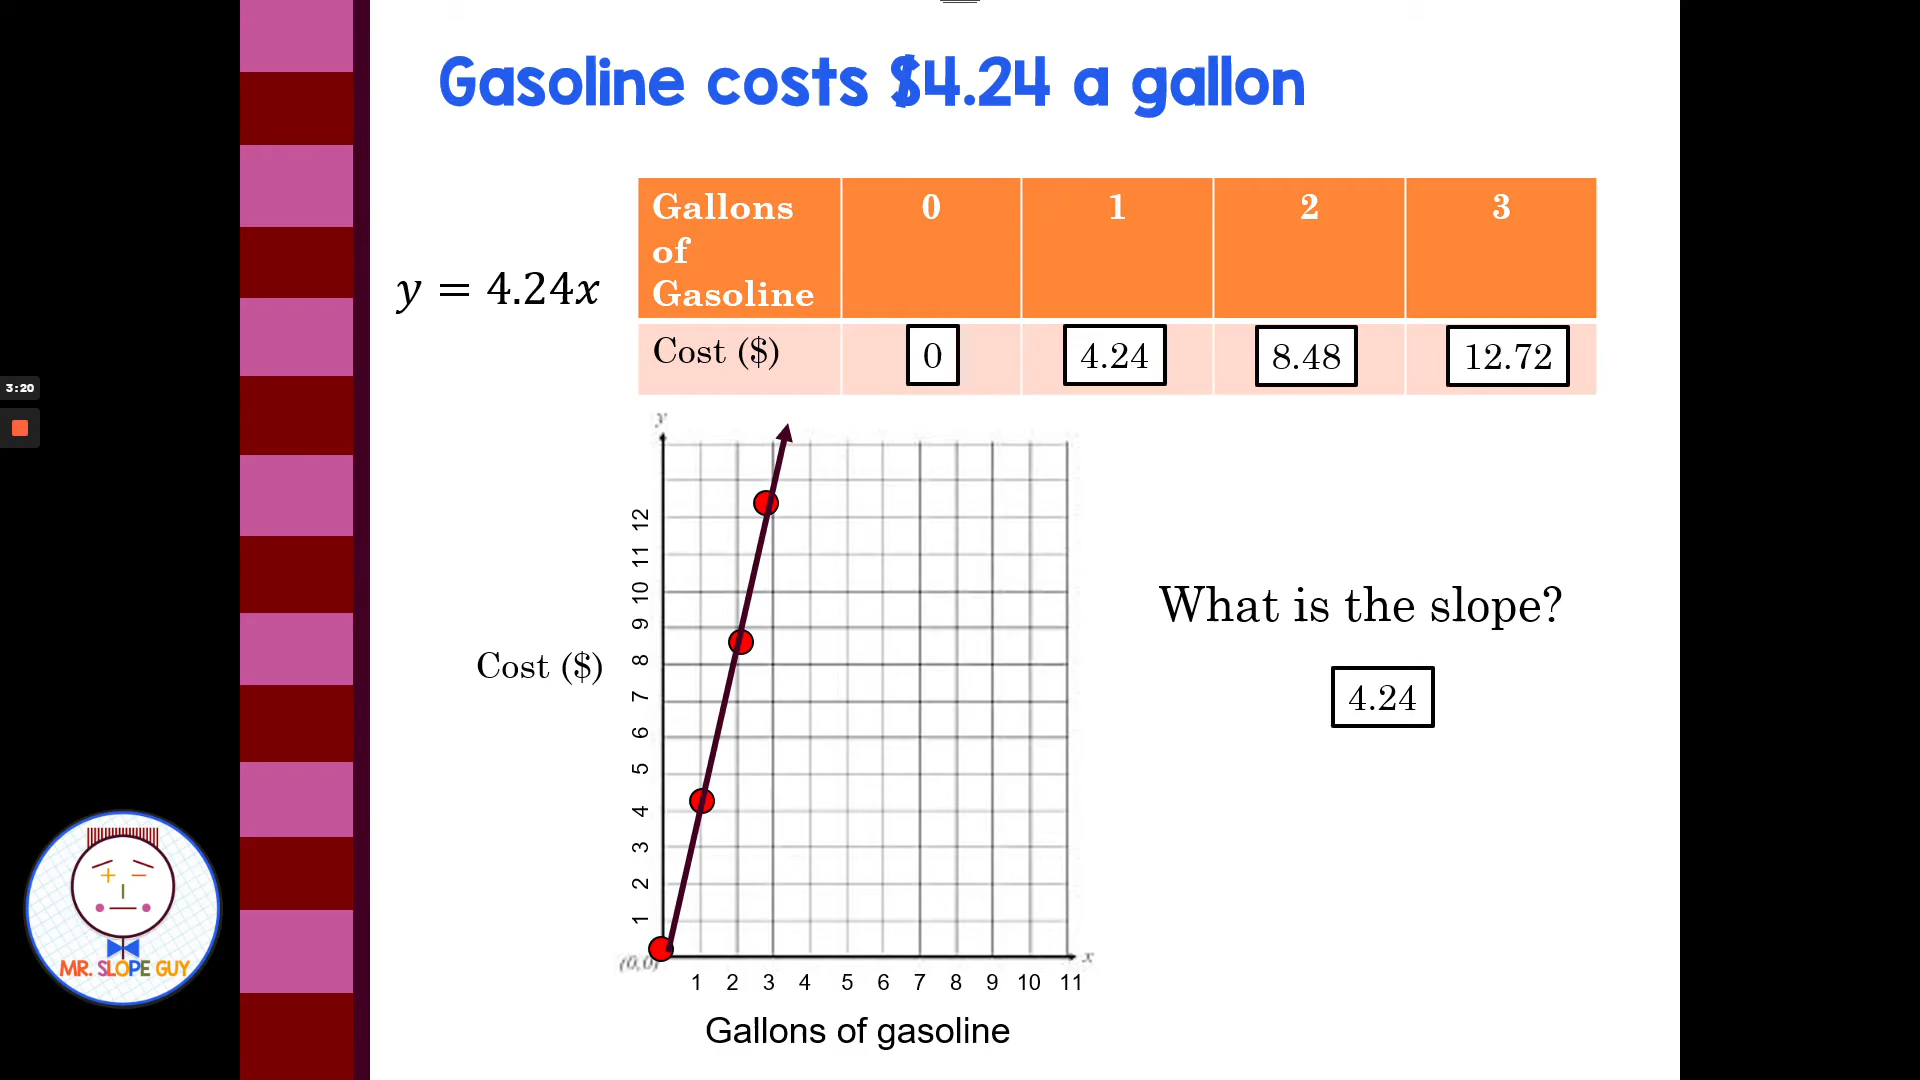 Gasoline costs $4.24 a gallon
Gallons of Gasoline 0 1 2 3
y = 4.24x
Cost ($) 0 4.24 8.48 12.72
3:20
y
12
11
10
9
8
7
6
5
4
3
2
1
Cost ($)
(0,0)
x
1 2 3 4 5 6 7 8 9 10 11
Gallons of gasoline
What is the slope?
4.24
MR. SLOPE GUY